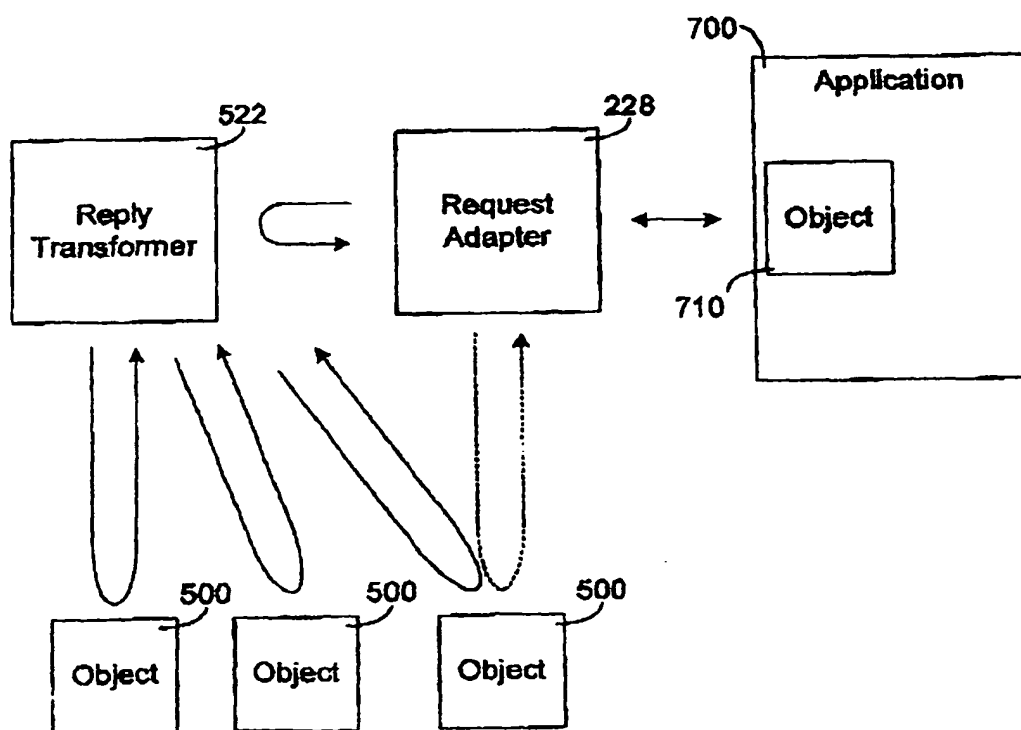 700
Application
522
228
Reply
Transformer
Request
Adapter
Object
710
500
500
500
Object
Object
Object